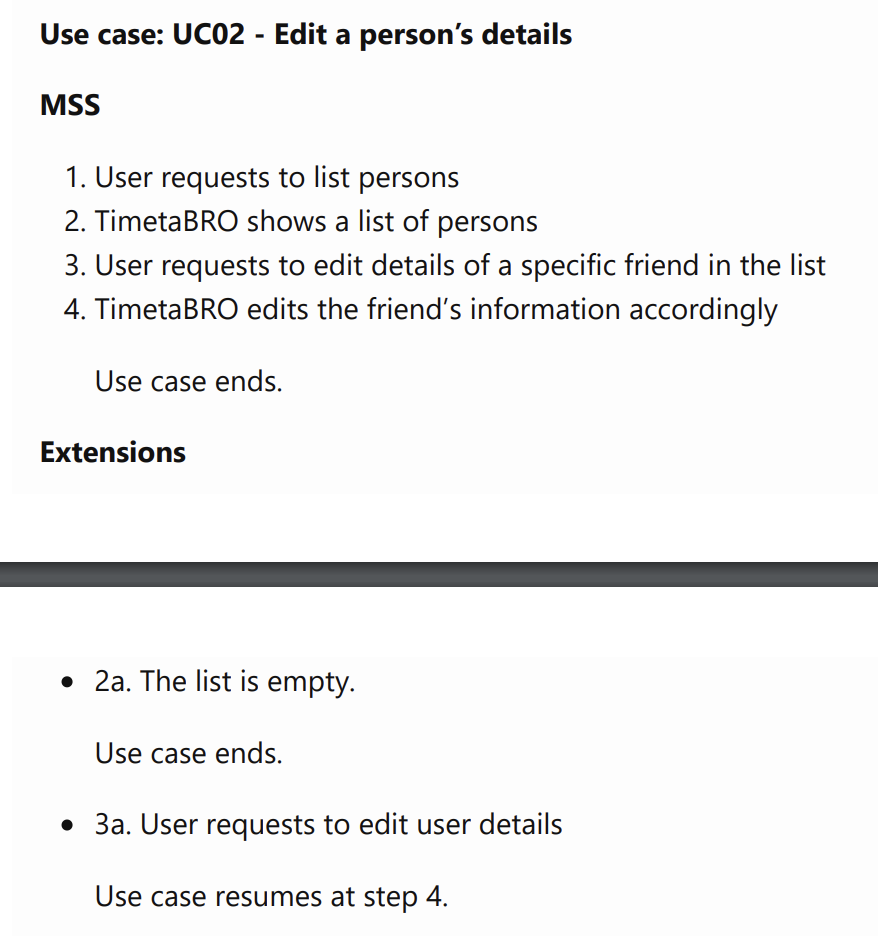 Use case: UC02 - Edit a person’s details
MSS
1. User requests to list persons
2. TimetaBRO shows a list of persons
3. User requests to edit details of a specific friend in the list
4. TimetaBRO edits the friend’s information accordingly
Use case ends.
Extensions
• 2a. The list is empty.
Use case ends.
• 3a. User requests to edit user details
Use case resumes at step 4.